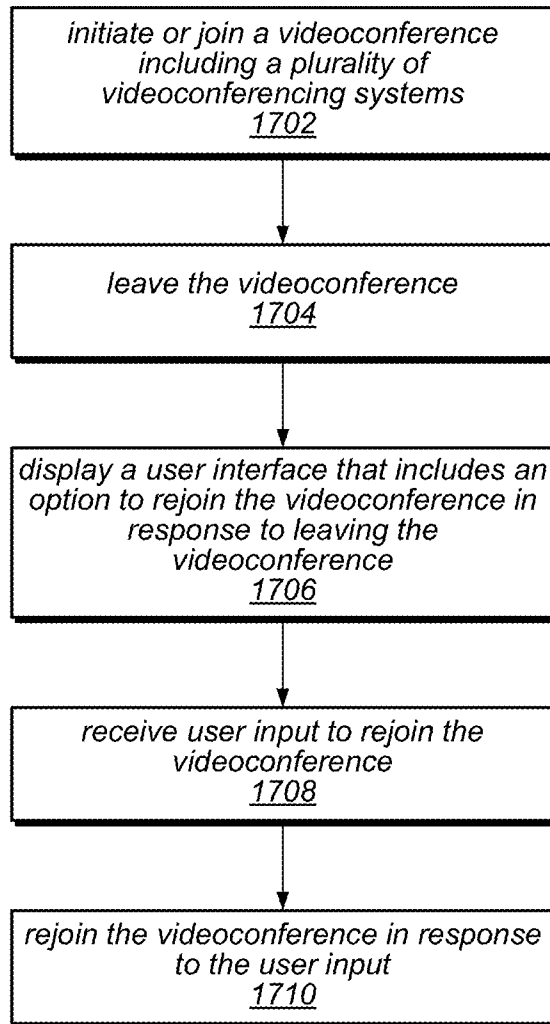 initiate or join a videoconference
including a plurality of
videoconferencing systems
1702
leave the videoconference
1704
display a user interface that includes an
option to rejoin the videoconference in
response to leaving the
videoconference
1706
receive user input to rejoin the
videoconference
1708
rejoin the videoconference in response
to the user input
1710